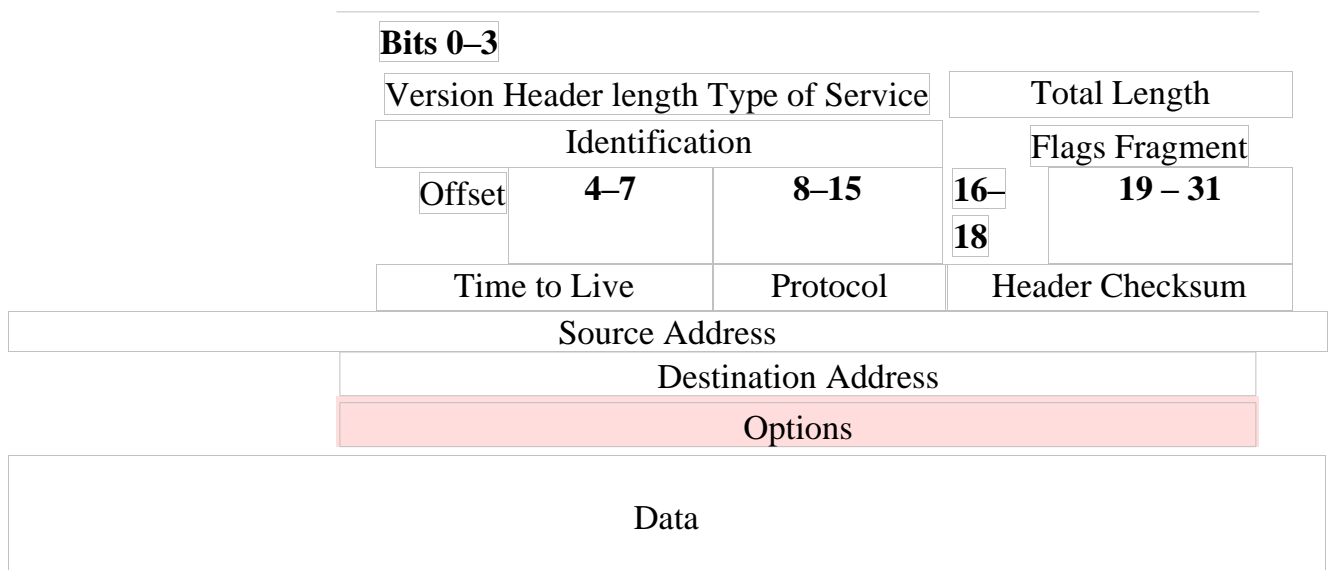 Bits 0–3
Version Header length Type of Service Total Length
Identification Flags Fragment
Offset 4–7 8–15 16– 19 – 31
18
Time to Live Protocol Header Checksum
Source Address
Destination Address
Options
Data